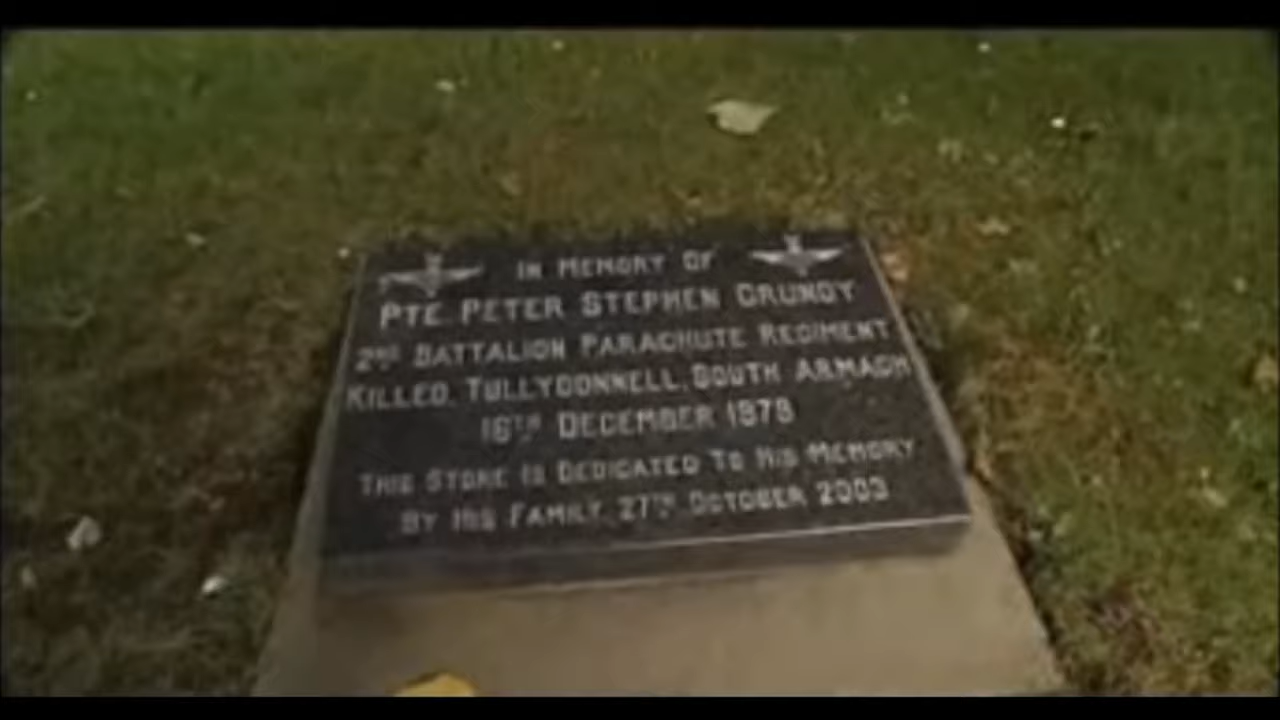 IN MEMORY OF
PTE. PETER STEPHEN GRUNDY
2ND BATTALION PARACHUTE REGIMENT
KILLED, TULLYDONNELL, SOUTH ARMAGH
16TH DECEMBER 1979
THIS STONE IS DEDICATED TO HIS MEMORY
BY HIS FAMILY 27TH OCTOBER 2003